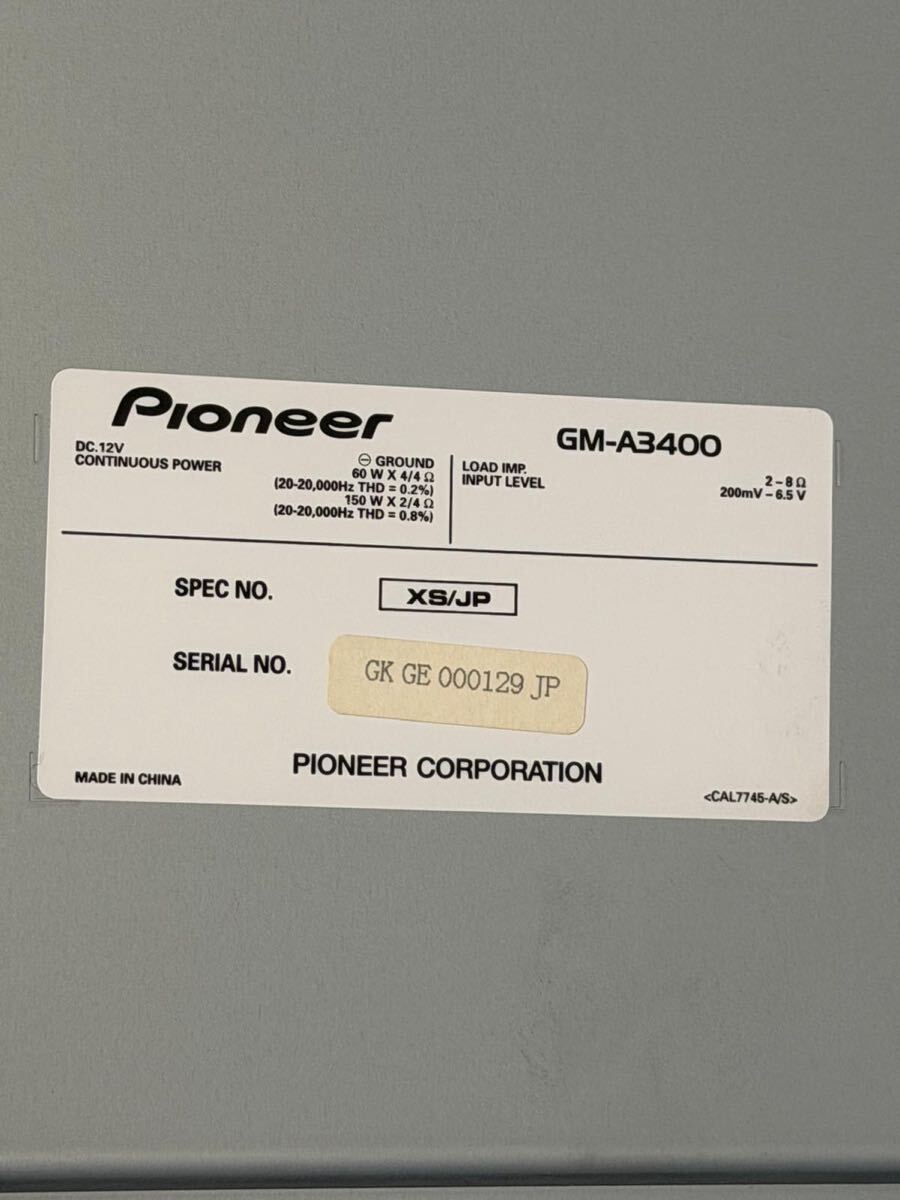 Pioneer
GM-A3400
DC.12V
CONTINUOUS POWER
⊖ GROUND
60 W X 4/4 Ω
(20-20,000Hz THD = 0.2%)
150 W X 2/4 Ω
(20-20,000Hz THD = 0.8%)
LOAD IMP. 2 – 8 Ω
INPUT LEVEL 200mV – 6.5 V
SPEC NO. XS/JP
SERIAL NO. GK GE 000129 JP
PIONEER CORPORATION
MADE IN CHINA
<CAL7745-A/S>